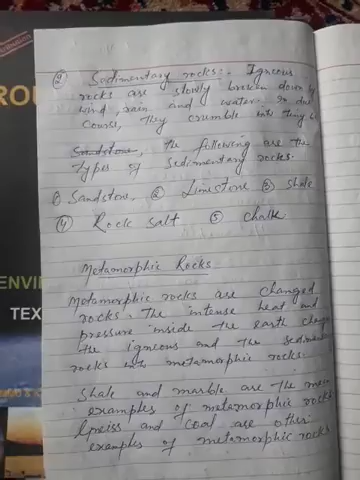 ② Sedimentary rocks:- Igneous
rocks are slowly broken down by
wind, rain and water. In due
course, they crumble into tiny
Sandstone, the following are the
types of sedimentary rocks.
① Sandstone ② Limestone ③ Shale
④ Rock salt ⑤ chalk
Metamorphic Rocks
Metamorphic rocks are changed
rocks. The intense heat and
pressure inside the earth change
the igneous and the sedimen
rocks into metamorphic rocks.
Shale and marble are the main
examples of metamorphic rocks
Gneiss and Coal are other
examples of metamorphic rocks
ROU
ENVI
TEX